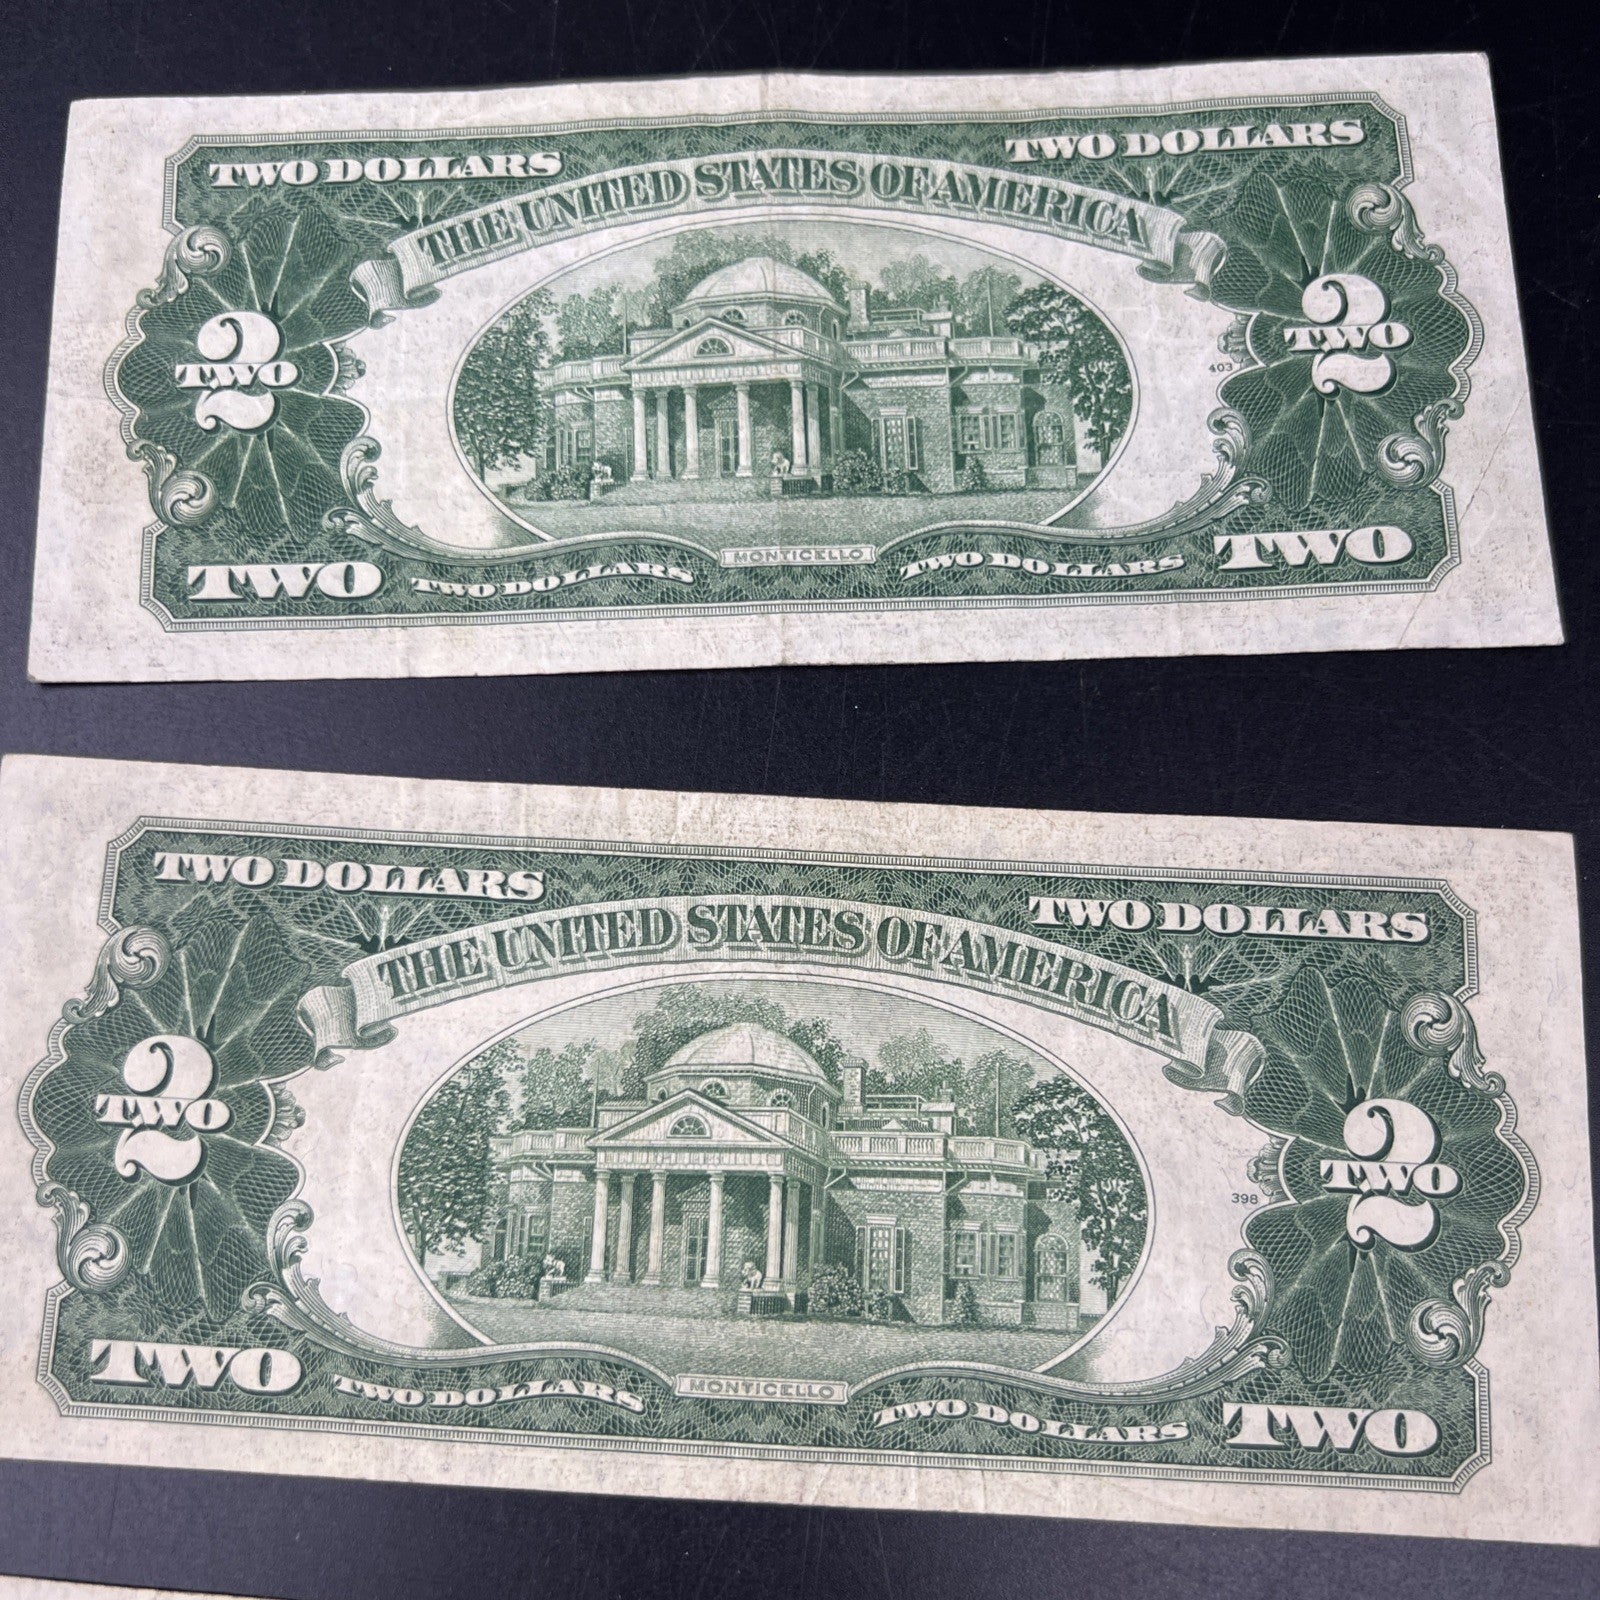 TWO DOLLARS TWO DOLLARS
THE UNITED STATES OF AMERICA
2 TWO 2 TWO
403
MONTICELLO
TWO TWO DOLLARS TWO DOLLARS TWO
TWO DOLLARS TWO DOLLARS
THE UNITED STATES OF AMERICA
2 TWO 2 TWO
398
MONTICELLO
TWO TWO DOLLARS TWO DOLLARS TWO